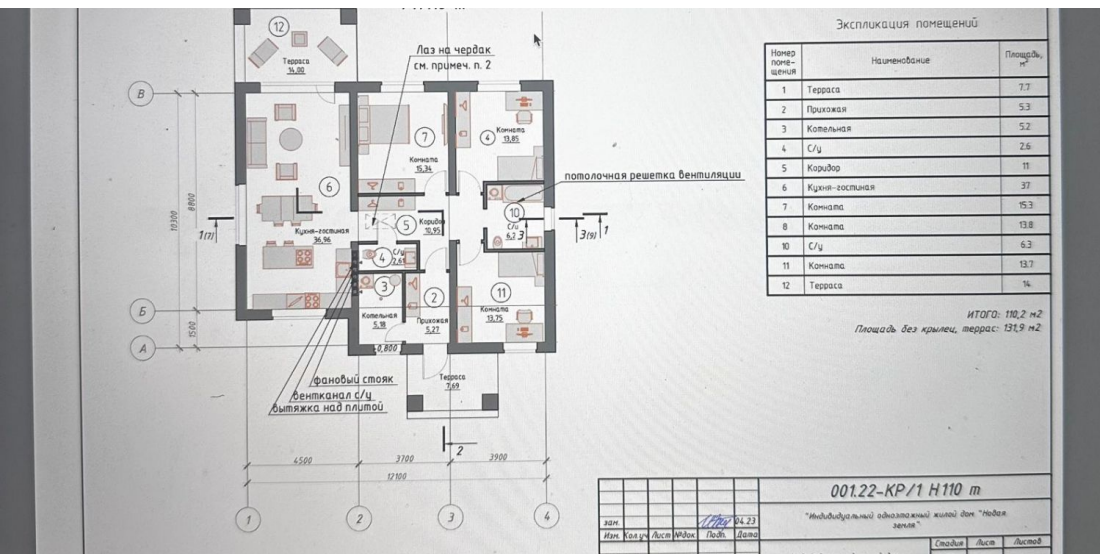 12
Терраса
14,00
Лаз на чердак
см. примеч. п. 2
В
7
Комната
15,34
4
Комната
13,85
потолочная решетка вентиляции
6
5
Коридор
10,95
10
С/у
6,2
3
1(7)
3(9)
1
Кухня-гостиная
36,96
4
С/у
2,61
3
2
11
Комната
13,75
Котельная
5,18
Прихожая
5,27
-0,800
Б
А
10300
8800
1500
фановый стояк
вентканал с/у
вытяжка над плитой
Терраса
7,69
2
4500
3700
3900
12100
1
2
3
4
Экспликация помещений
Номер помещения Наименование Площадь, м²
1 Терраса 7.7
2 Прихожая 5.3
3 Котельная 5.2
4 С/у 2.6
5 Коридор 11
6 Кухня-гостиная 37
7 Комната 15.3
8 Комната 13.8
10 С/у 6.3
11 Комната 13.7
12 Терраса 14
ИТОГО: 110,2 м2
Площадь без крылец, террас: 131,9 м2
001.22-КР/1 Н110 т
"Индивидуальный одноэтажный жилой дом "Новая
земля"
зам. 04.23
Изм. Кол.уч Лист №док. Подп. Дата
Стадия Лист Листов